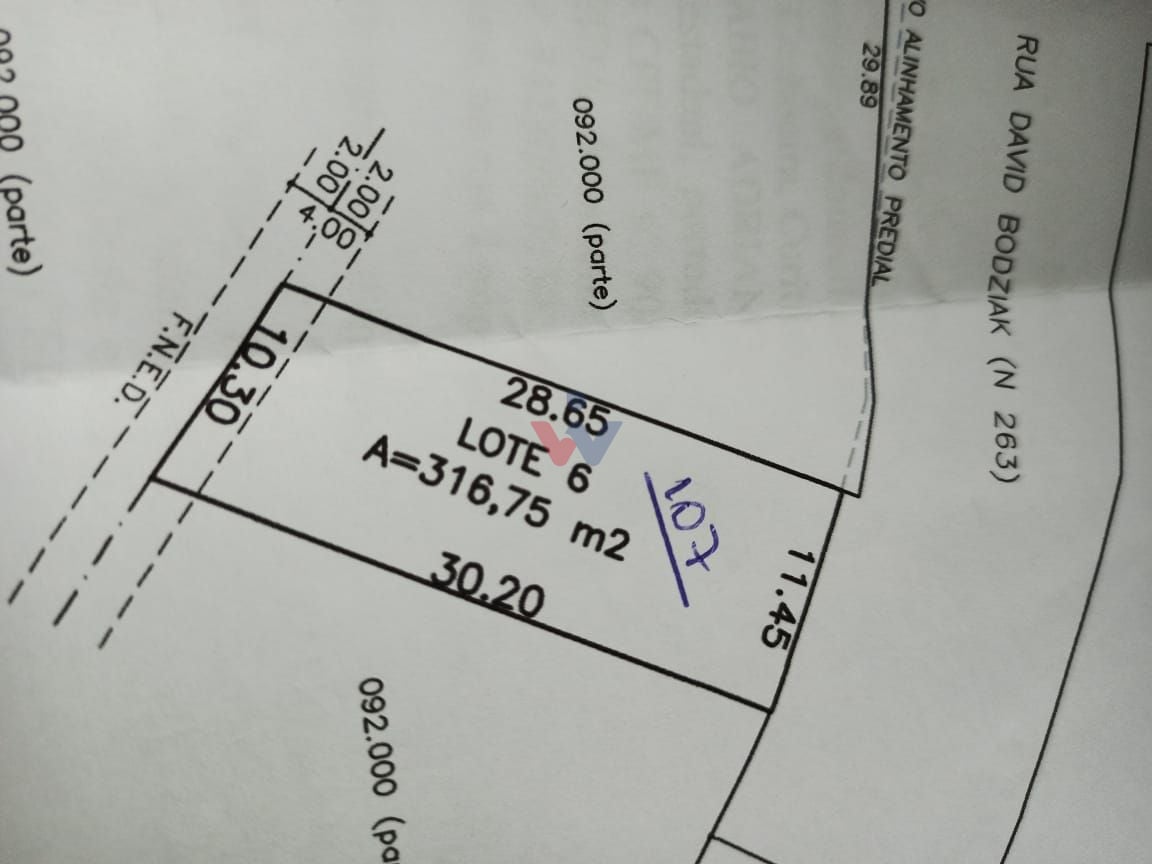 RUA DAVID BODZIAK (N 263)
ALINHAMENTO PREDIAL
29.89
092.000 (parte)
2.00
2.00
4.00
F.N.E.D.
10.30
28.65
LOTE 6
A=316,75 m2
107
11.45
30.20
092.000 (pa
092.000 (parte)